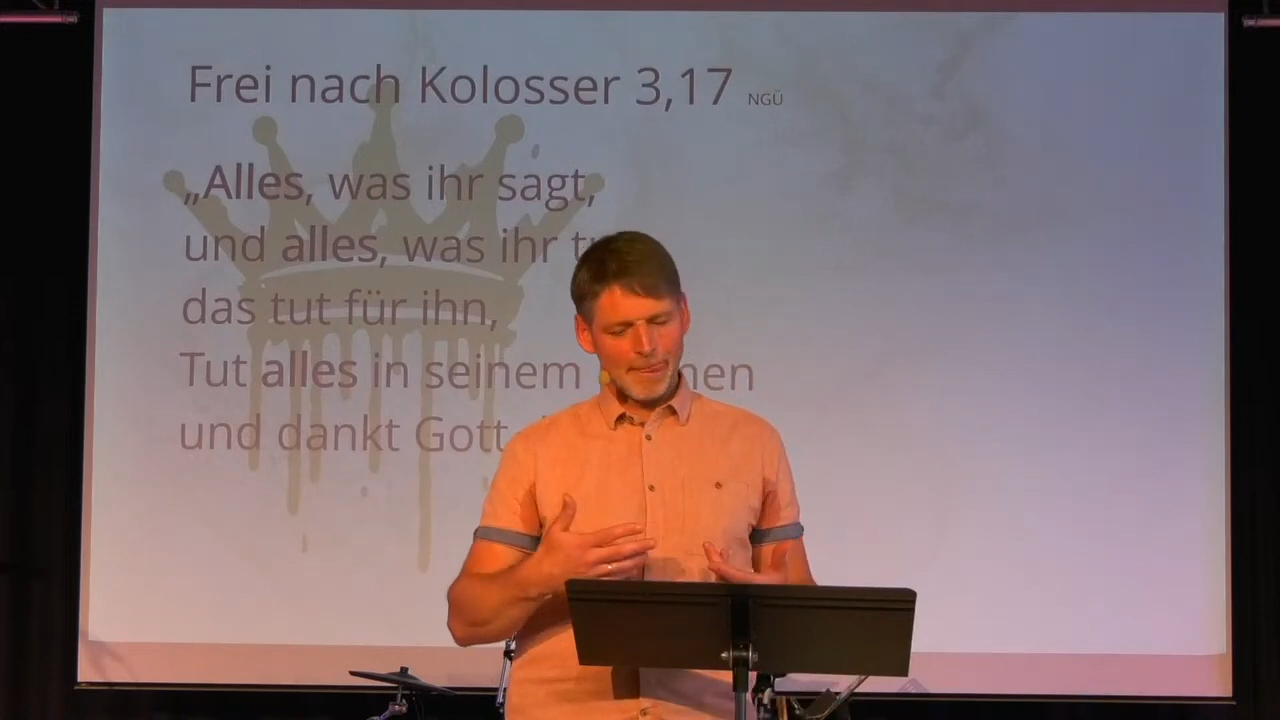 Frei nach Kolosser 3,17 NGÜ
„Alles, was ihr sagt,
und alles, was ihr
das tut für ihn,
Tut alles in seinem
und dankt Gott